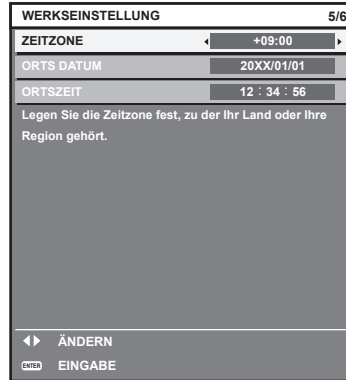 WERKSEINSTELLUNG 5/6
ZEITZONE +09:00
ORTS DATUM 20XX/01/01
ORTSZEIT 12 : 34 : 56
Legen Sie die Zeitzone fest, zu der Ihr Land oder Ihre
Region gehört.
ÄNDERN
ENTER EINGABE